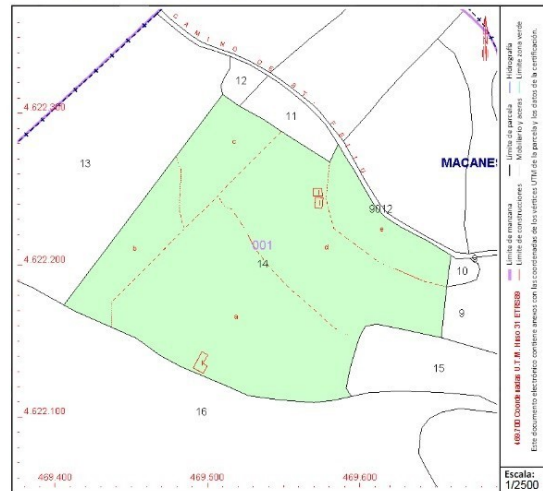 CAMINO DE ST FELIU
12
11
4.622.300
13
c
MACANES
9012
e
001
14
4.622.200
b
d
10
9
a
15
4.622.100
16
469.400
469.500
469.600
Límite de manzana
Límite de parcela
Hidrografía
Límite de construcciones
Mobiliario y aceras
Límite zona verde
Coordenadas U.T.M. Huso 31 ETRS89
Este documento electrónico contiene anexos con las coordenadas de los vértices UTM de la parcela y los datos de la certificación.
Escala:
1/2500